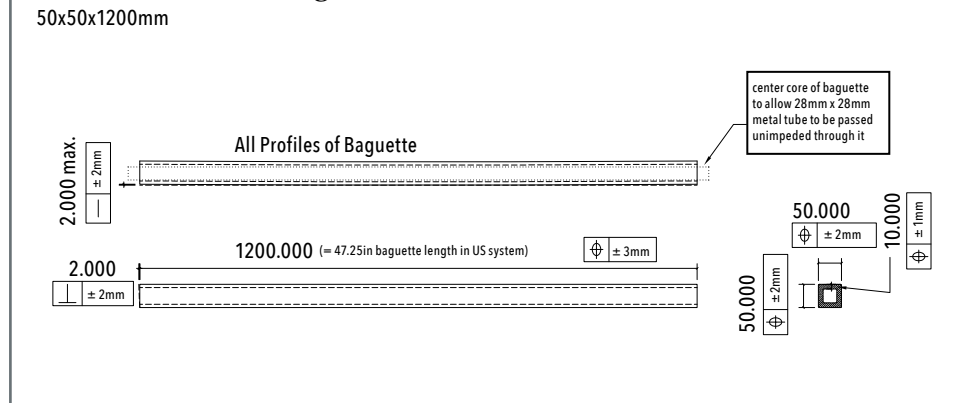 50x50x1200mm
center core of baguette
to allow 28mm x 28mm
metal tube to be passed
unimpeded through it
All Profiles of Baguette
2.000 max.
± 2mm
1200.000 (= 47.25in baguette length in US system)
± 3mm
2.000
± 2mm
50.000
± 2mm
10.000
± 1mm
50.000
± 2mm